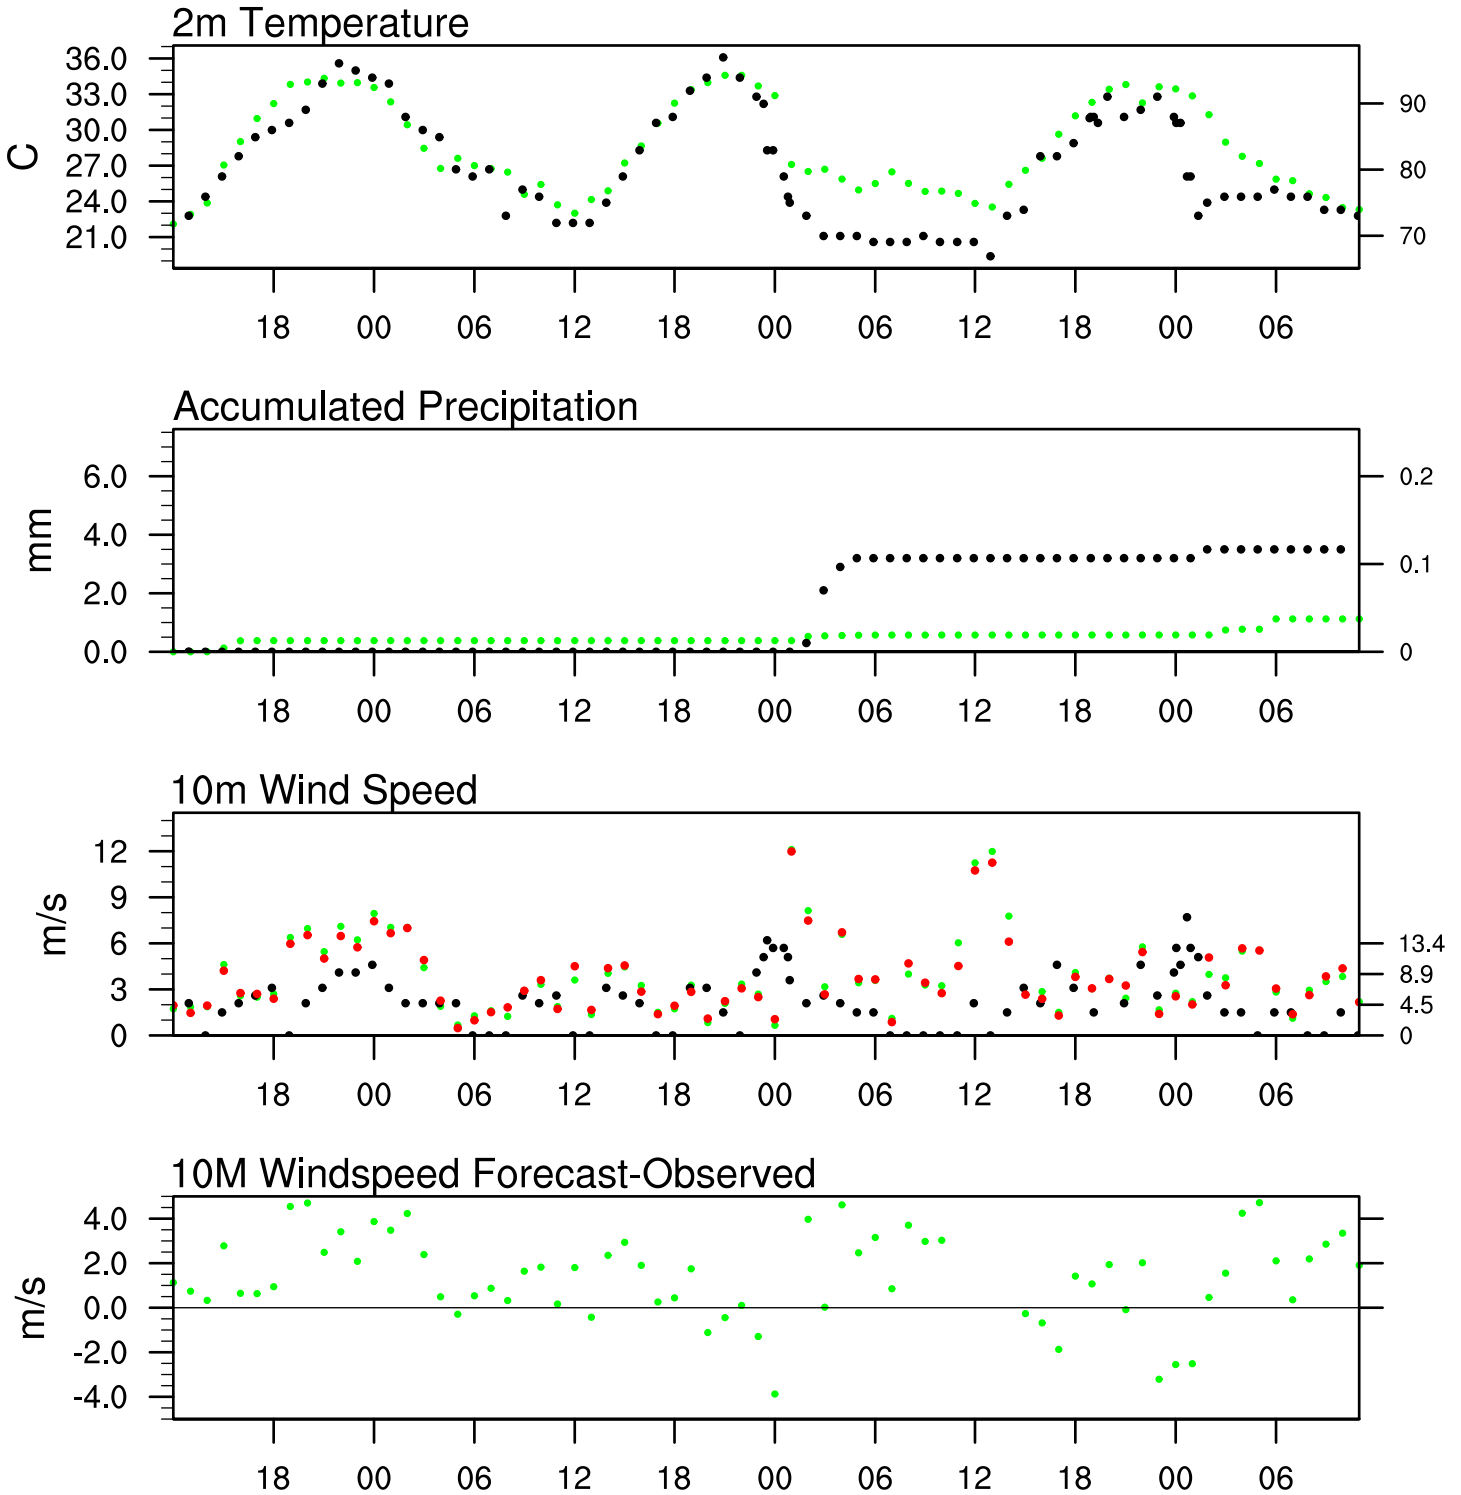 2m Temperature
36.0
33.0
30.0
27.0
24.0
21.0
C
90
80
70
18 00 06 12 18 00 06 12 18 00 06
Accumulated Precipitation
6.0
4.0
2.0
0.0
mm
0.2
0.1
0
18 00 06 12 18 00 06 12 18 00 06
10m Wind Speed
12
9
6
3
0
m/s
13.4
8.9
4.5
0
18 00 06 12 18 00 06 12 18 00 06
10M Windspeed Forecast-Observed
4.0
2.0
0.0
-2.0
-4.0
m/s
18 00 06 12 18 00 06 12 18 00 06